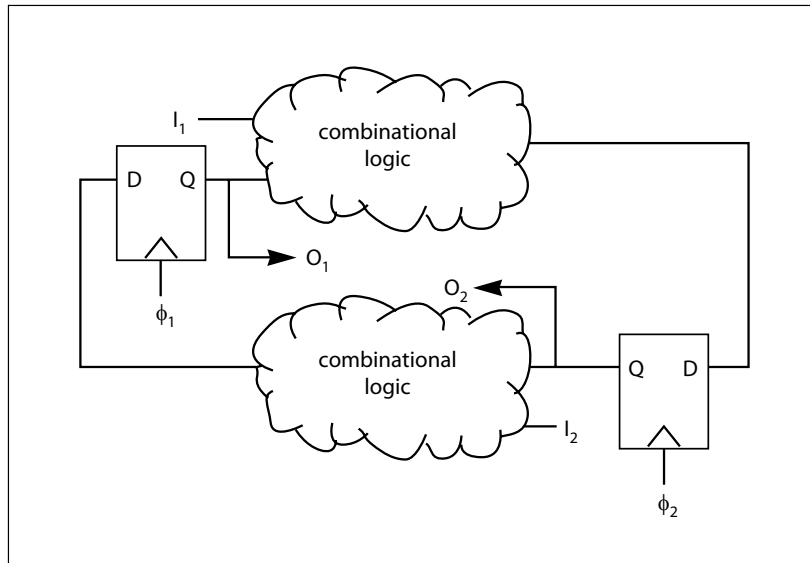 I₁
combinational
logic
D Q
O₁
ϕ₁
O₂
combinational
logic
Q D
I₂
ϕ₂